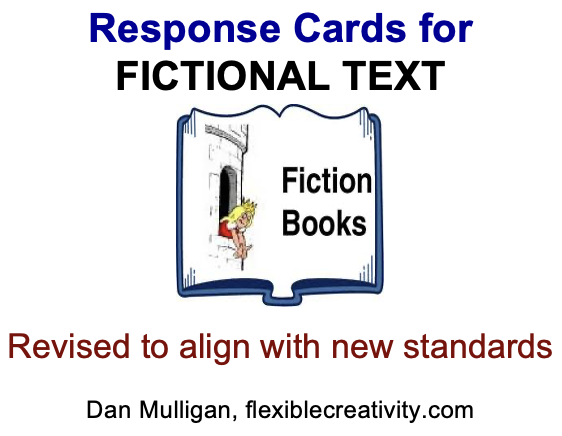 Response Cards for
FICTIONAL TEXT
Fiction
Books
Revised to align with new standards
Dan Mulligan, flexiblecreativity.com